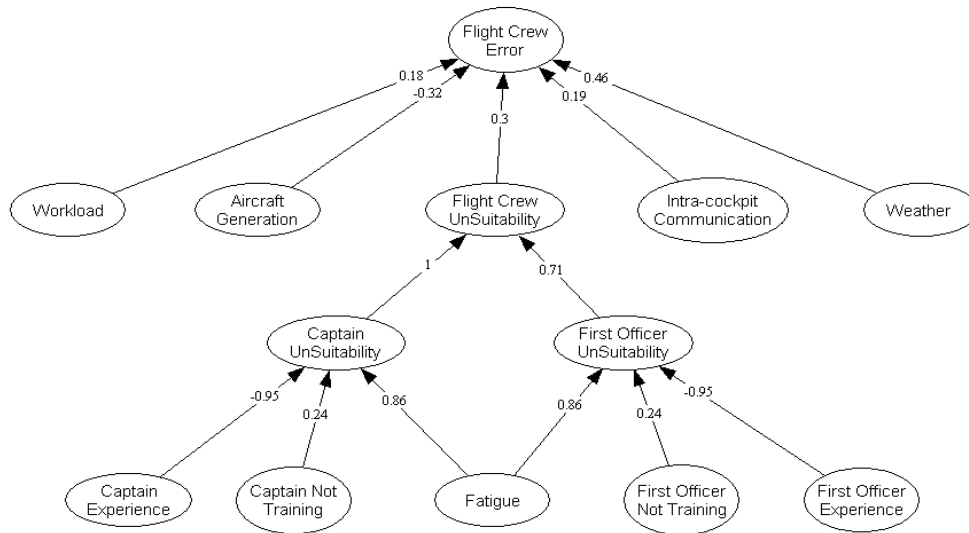 Flight Crew
Error
0.18
-0.32
0.3
0.19
0.46
Workload
Aircraft
Generation
Flight Crew
UnSuitability
Intra-cockpit
Communication
Weather
1
0.71
Captain
UnSuitability
First Officer
UnSuitability
-0.95
0.24
0.86
0.86
0.24
-0.95
Captain
Experience
Captain Not
Training
Fatigue
First Officer
Not Training
First Officer
Experience